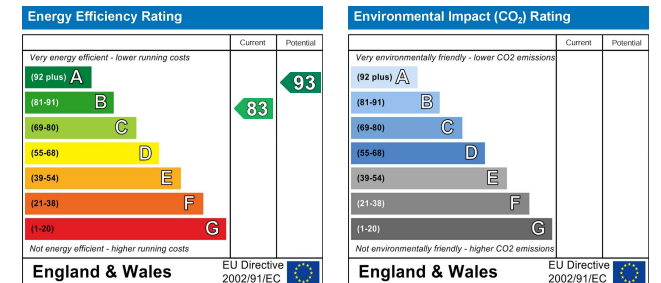 Energy Efficiency Rating
Current Potential
Very energy efficient - lower running costs
(92 plus) A
(81-91) B
(69-80) C
(55-68) D
(39-54) E
(21-38) F
(1-20) G
83
93
Not energy efficient - higher running costs
England & Wales
EU Directive
2002/91/EC
Environmental Impact (CO₂) Rating
Current Potential
Very environmentally friendly - lower CO2 emissions
(92 plus) A
(81-91) B
(69-80) C
(55-68) D
(39-54) E
(21-38) F
(1-20) G
Not environmentally friendly - higher CO2 emissions
England & Wales
EU Directive
2002/91/EC